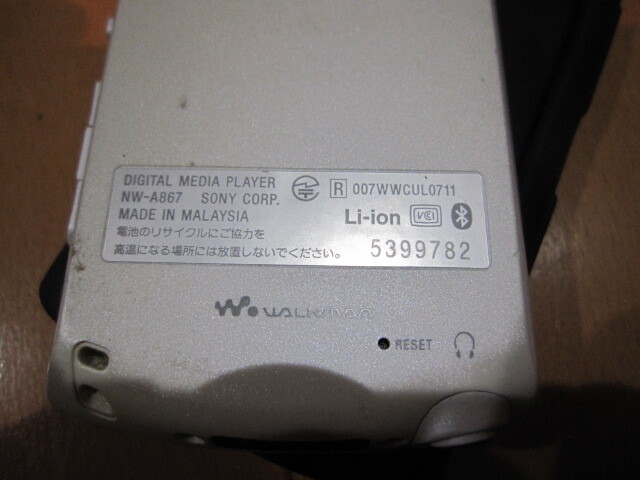 DIGITAL MEDIA PLAYER
NW-A867 SONY CORP.
MADE IN MALAYSIA
R 007WWCUL0711
Li-ion VCCI
電池のリサイクルにご協力を
高温になる場所には放置しないでください。
5399782
WALKMAN
RESET